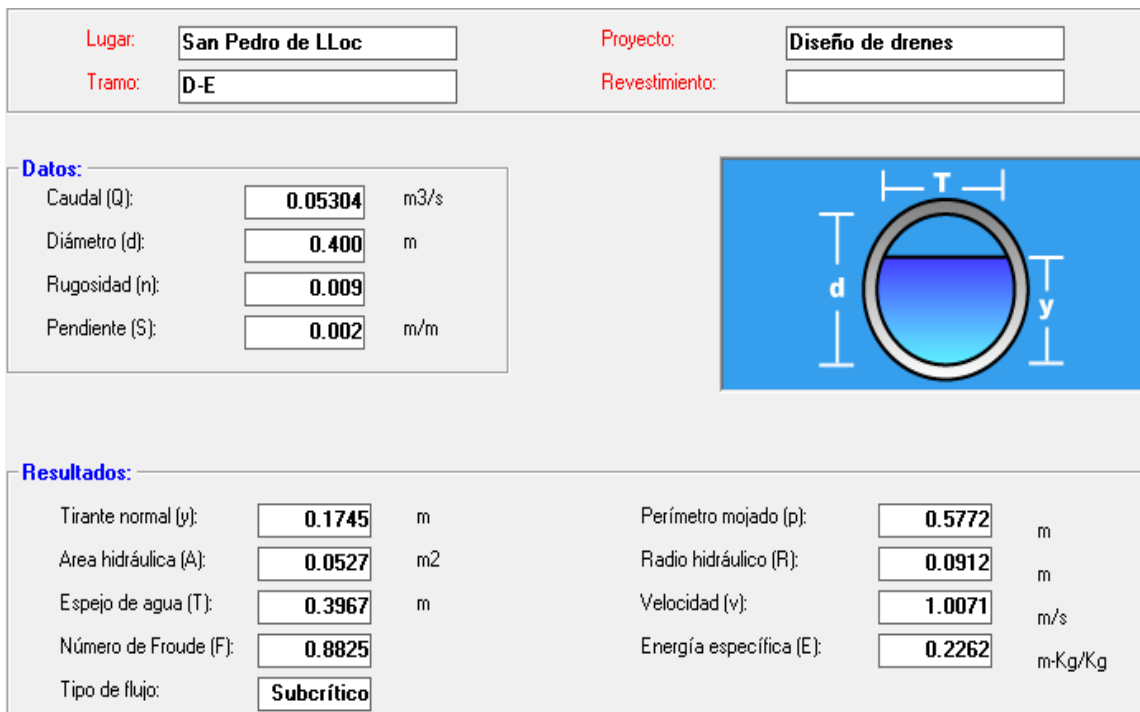 Lugar: San Pedro de LLoc Proyecto: Diseño de drenes
Tramo: D-E Revestimiento:
Datos:
Caudal (Q): 0.05304 m3/s
Diámetro (d): 0.400 m
Rugosidad (n): 0.009
Pendiente (S): 0.002 m/m
T
d
y
Resultados:
Tirante normal (y): 0.1745 m Perímetro mojado (p): 0.5772 m
Area hidráulica (A): 0.0527 m2 Radio hidráulico (R): 0.0912 m
Espejo de agua (T): 0.3967 m Velocidad (v): 1.0071 m/s
Número de Froude (F): 0.8825 Energía específica (E): 0.2262 m-Kg/Kg
Tipo de flujo: Subcrítico